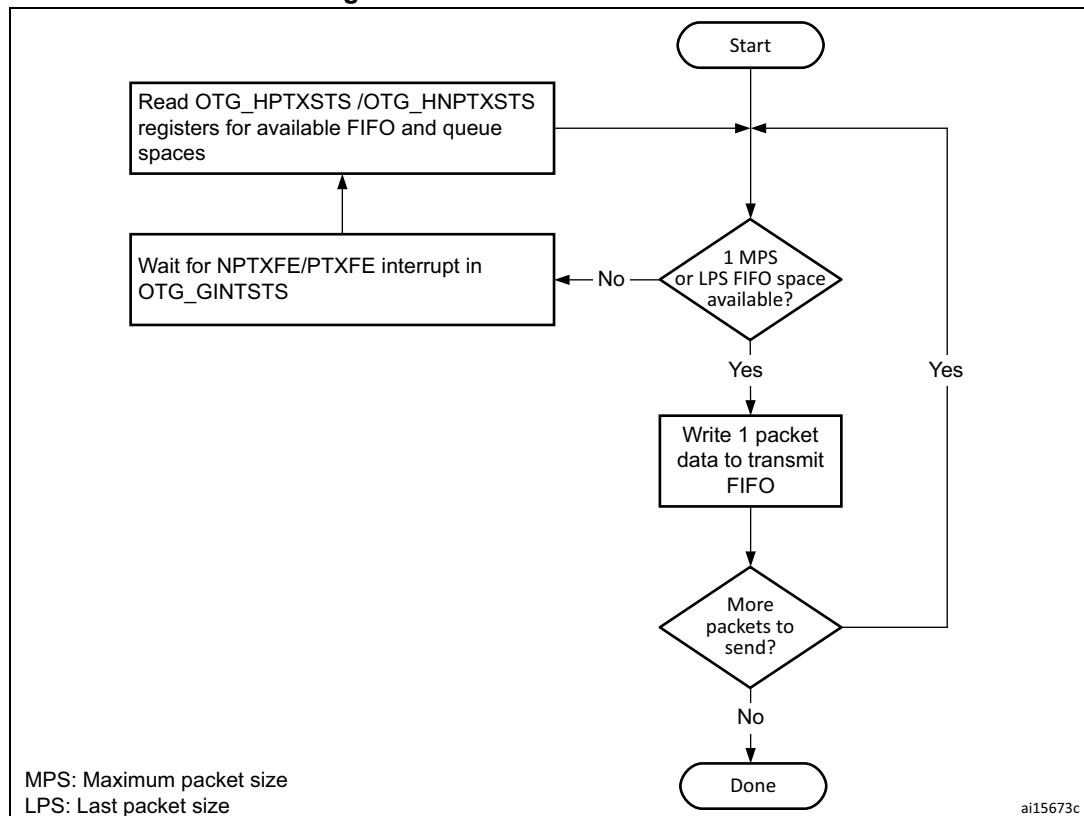 Start
Read OTG_HPTXSTS /OTG_HNPTXSTS
registers for available FIFO and queue
spaces
1 MPS
or LPS FIFO space
available?
No
Wait for NPTXFE/PTXFE interrupt in
OTG_GINTSTS
Yes
Yes
Write 1 packet
data to transmit
FIFO
More
packets to
send?
No
Done
MPS: Maximum packet size
LPS: Last packet size
ai15673c